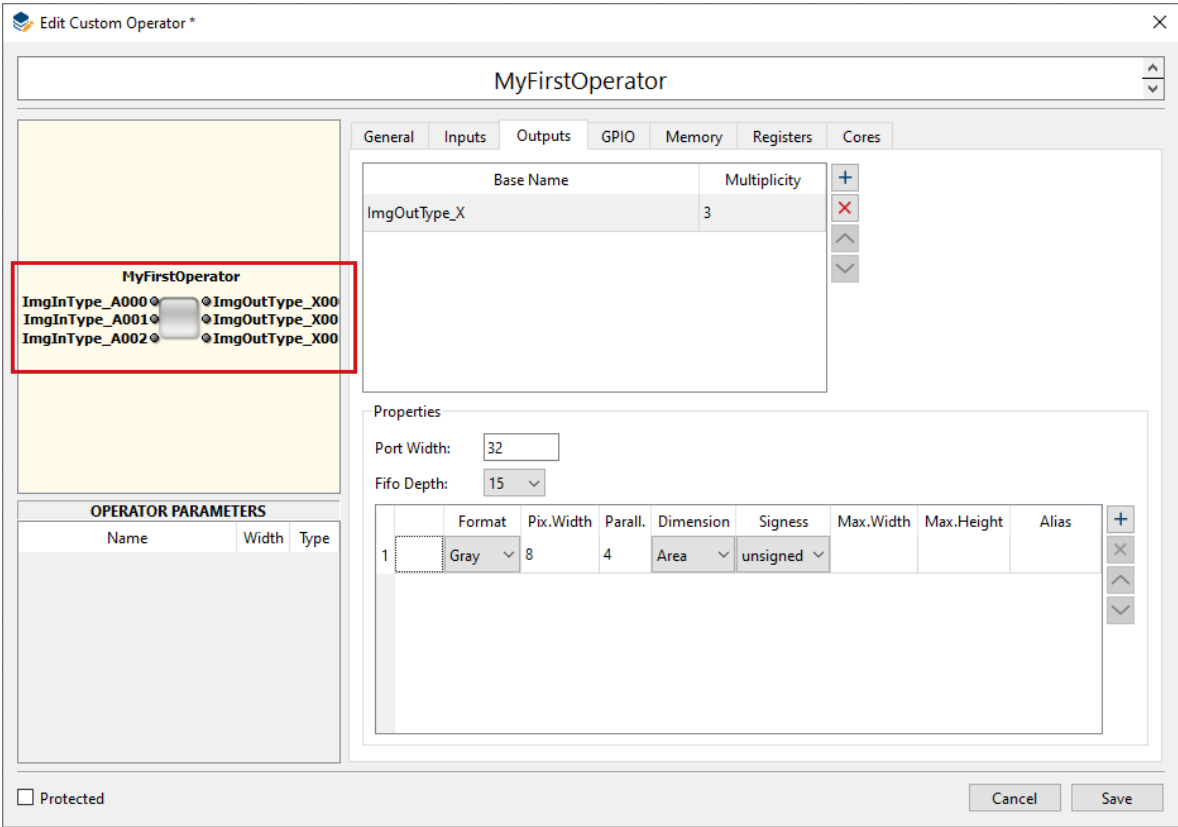 Edit Custom Operator *
MyFirstOperator
General Inputs Outputs GPIO Memory Registers Cores
Base Name Multiplicity
ImgOutType_X 3
MyFirstOperator
ImgInType_A000 ImgOutType_X00
ImgInType_A001 ImgOutType_X00
ImgInType_A002 ImgOutType_X00
Properties
Port Width: 32
Fifo Depth: 15
OPERATOR PARAMETERS
Name Width Type
Format Pix.Width Parall. Dimension Signess Max.Width Max.Height Alias
1 Gray 8 4 Area unsigned
Protected
Cancel Save